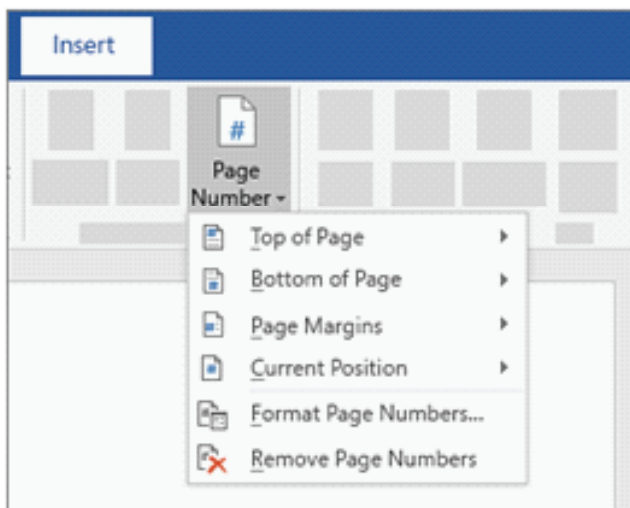 Insert
#
Page
Number
Top of Page
Bottom of Page
Page Margins
Current Position
Format Page Numbers...
Remove Page Numbers